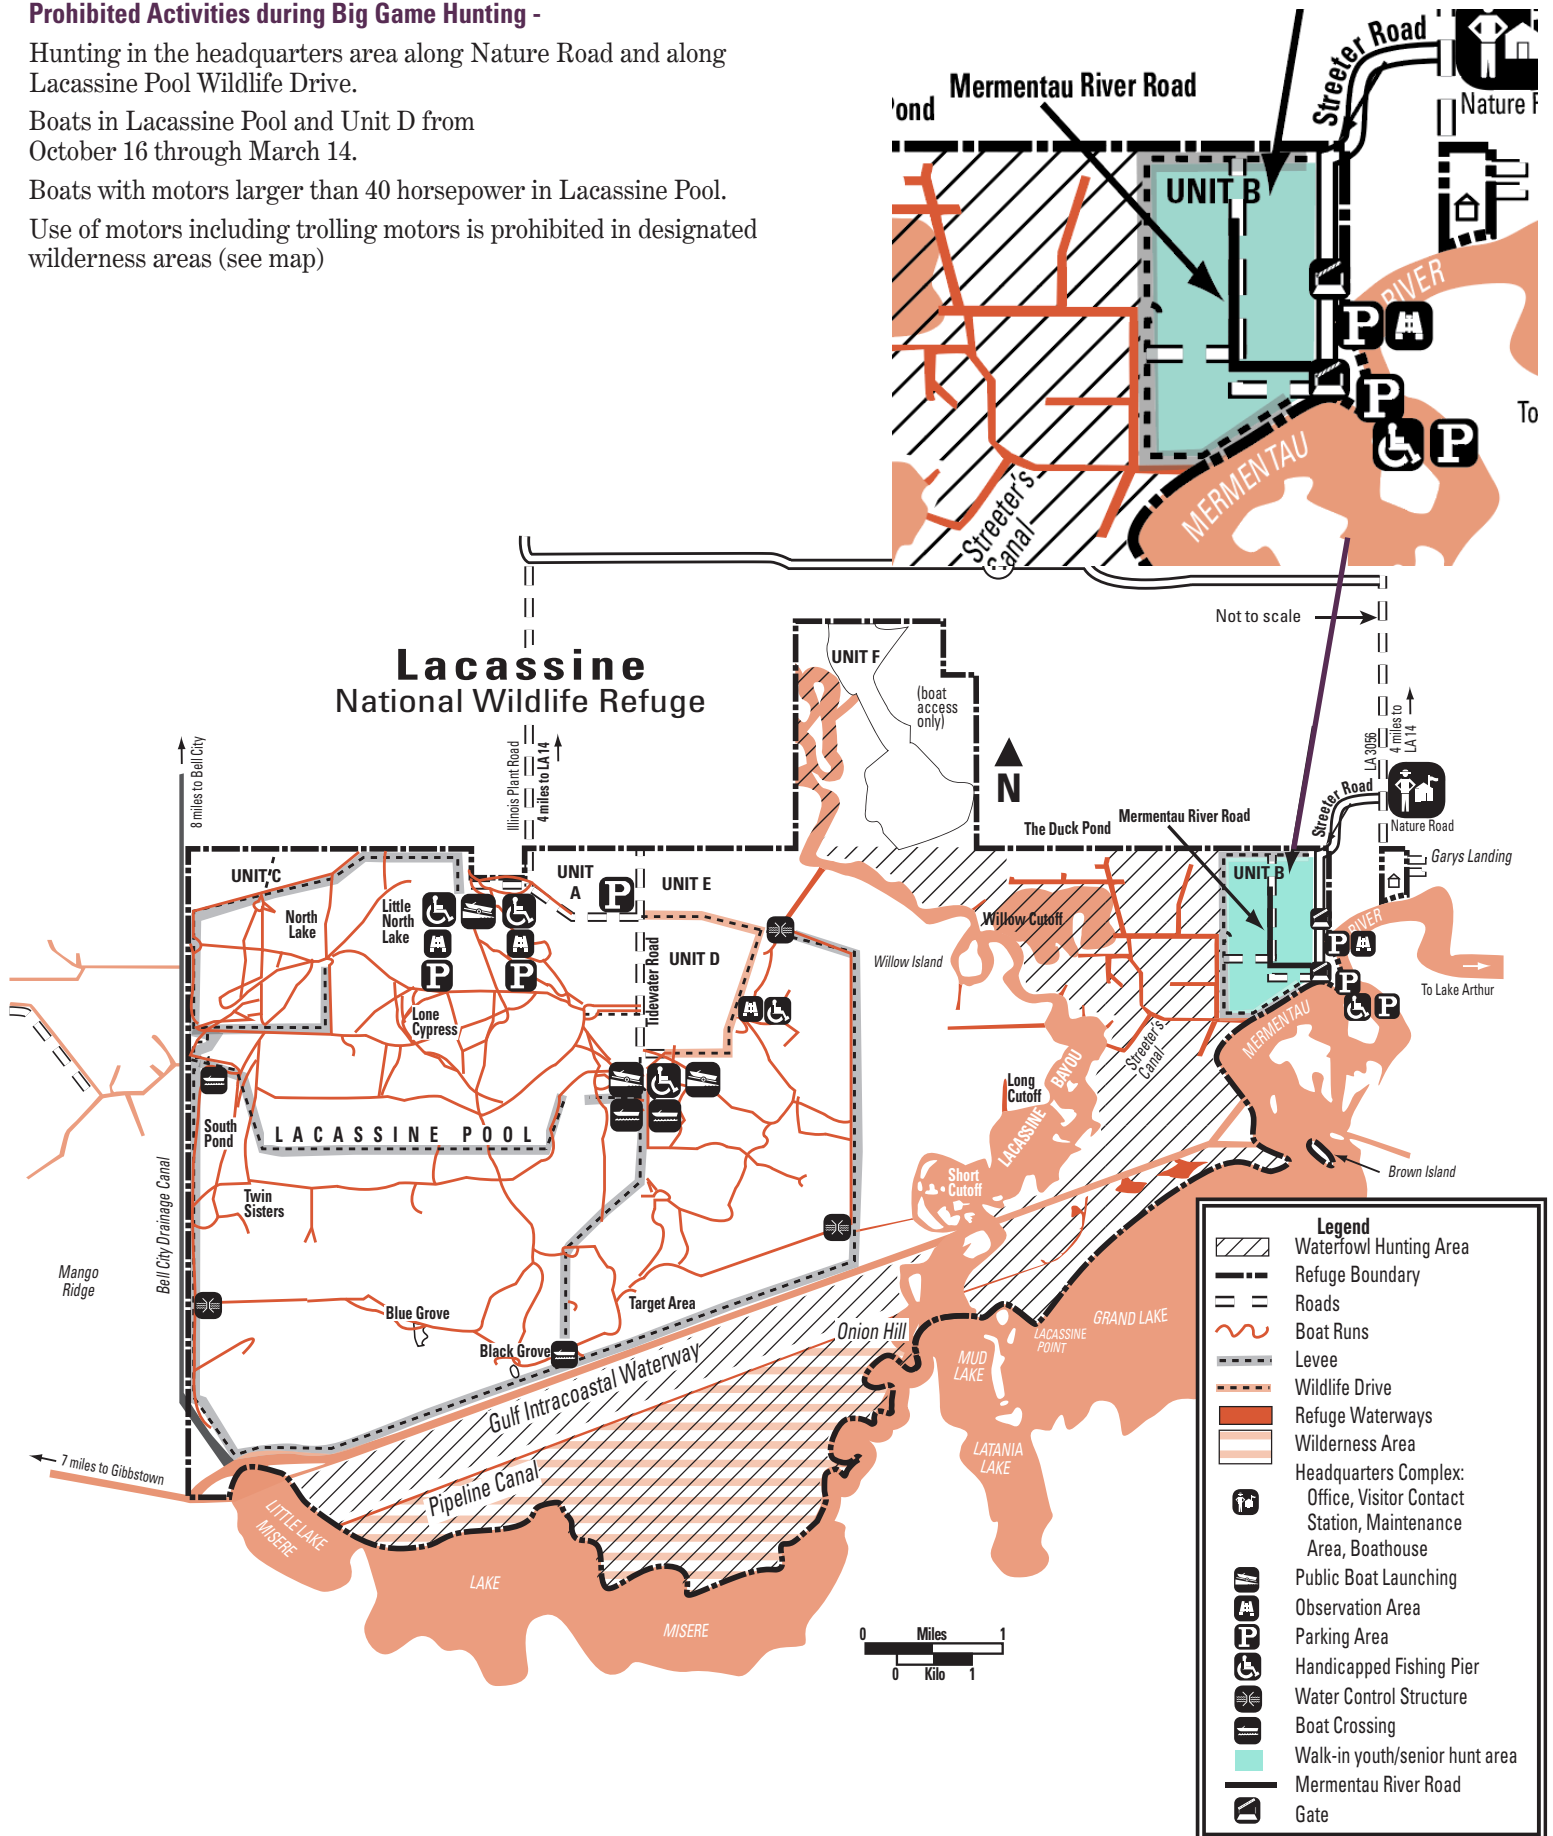 Prohibited Activities during Big Game Hunting -
Hunting in the headquarters area along Nature Road and along
Lacassine Pool Wildlife Drive.
Boats in Lacassine Pool and Unit D from
October 16 through March 14.
Boats with motors larger than 40 horsepower in Lacassine Pool.
Use of motors including trolling motors is prohibited in designated
wilderness areas (see map)
Streeter Road
Mermentau River Road
ond
Nature R
UNIT B
RIVER
P
P
P
To
MERMENTAU
Streeter's
Canal
Not to scale
Lacassine
National Wildlife Refuge
UNIT F
(boat
access
only)
N
8 miles to Bell City
Illinois Plant Road
4 miles to LA 14
LA 3056
4 miles to
LA 14
Streeter Road
Nature Road
The Duck Pond
Mermentau River Road
Garys Landing
UNIT C
UNIT
A
P
UNIT E
UNIT B
North
Lake
Little
North
Lake
P
P
Lone
Cypress
UNIT D
Tidewater Road
Willow Cutoff
Willow Island
RIVER
P
P
P
To Lake Arthur
MERMENTAU
Streeter's
Canal
Long
Cutoff
LACASSINE
BAYOU
South
Pond
LACASSINE POOL
Bell City Drainage Canal
Twin
Sisters
Short
Cutoff
Brown Island
Mango
Ridge
Blue Grove
Target Area
Black Grove
Onion Hill
GRAND LAKE
LACASSINE
POINT
MUD
LAKE
Gulf Intracoastal Waterway
Pipeline Canal
LATANIA
LAKE
7 miles to Gibbstown
LITTLE LAKE
MISERE
LAKE
MISERE
0 Miles 1
0 Kilo 1
Legend
Waterfowl Hunting Area
Refuge Boundary
Roads
Boat Runs
Levee
Wildlife Drive
Refuge Waterways
Wilderness Area
Headquarters Complex:
Office, Visitor Contact
Station, Maintenance
Area, Boathouse
Public Boat Launching
Observation Area
P Parking Area
Handicapped Fishing Pier
Water Control Structure
Boat Crossing
Walk-in youth/senior hunt area
Mermentau River Road
Gate